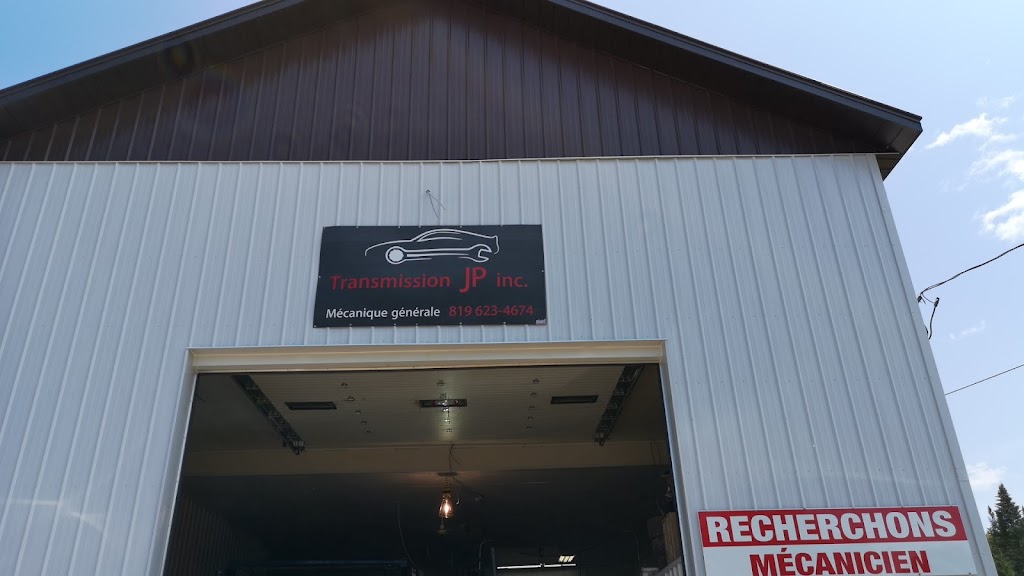 Transmission JP inc.
Mécanique générale 819 623-4674
RECHERCHONS
MÉCANICIEN